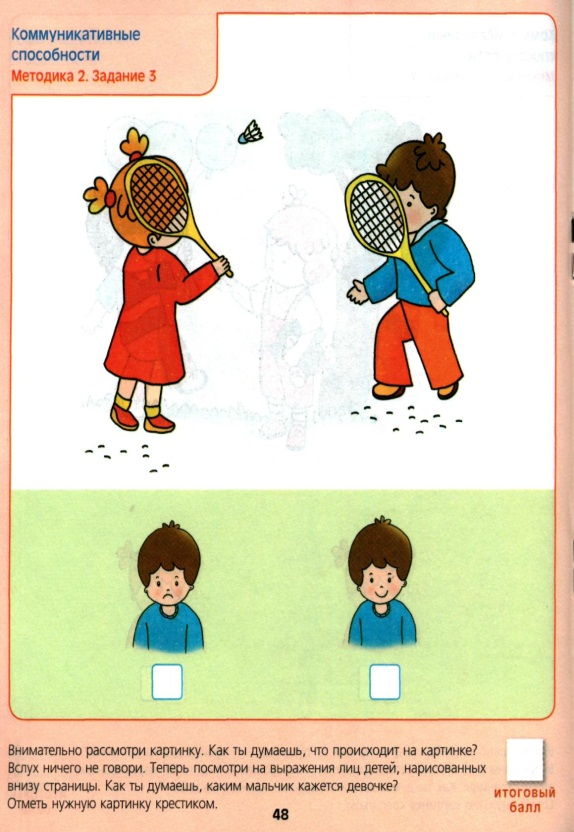 Коммуникативные
способности
Методика 2. Задание 3
Внимательно рассмотри картинку. Как ты думаешь, что происходит на картинке?
Вслух ничего не говори. Теперь посмотри на выражения лиц детей, нарисованных
внизу страницы. Как ты думаешь, каким мальчик кажется девочке?
Отметь нужную картинку крестиком.
итоговый
балл
48